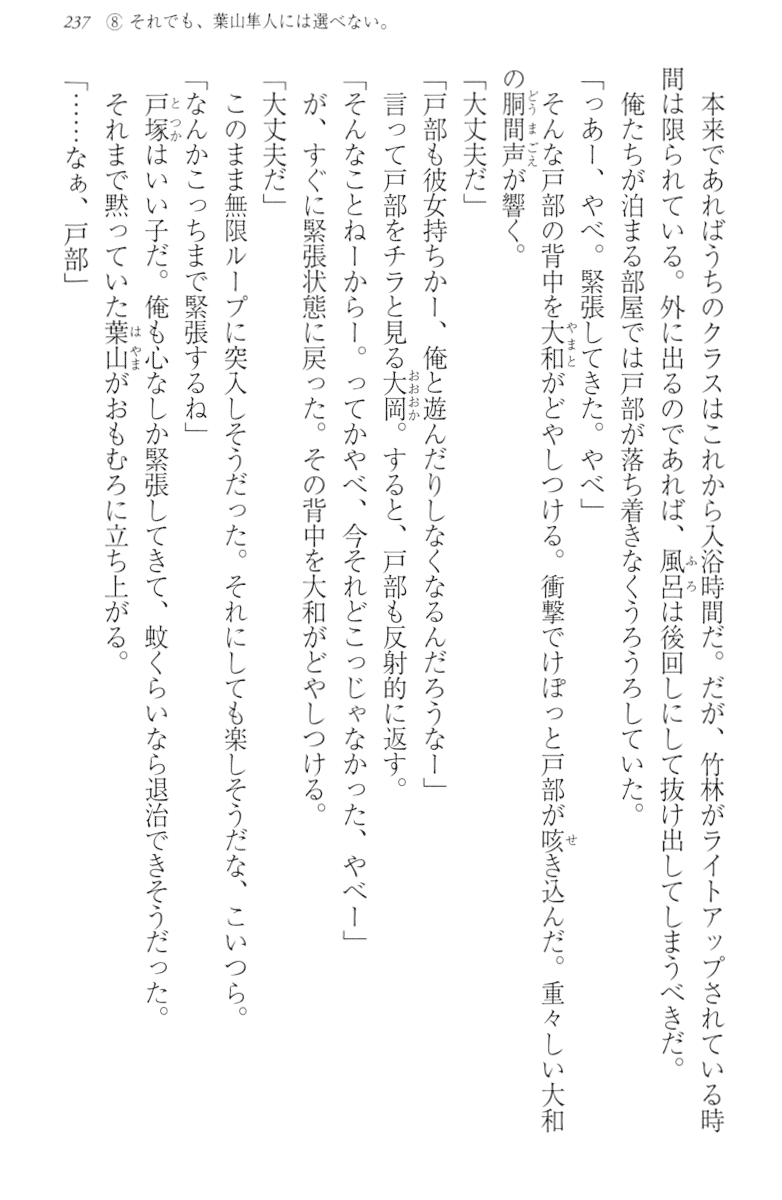 237 ⑧ それでも、葉山隼人には選べない。
本来であればうちのクラスはこれから入浴時間だ。だが、竹林がライトアップされている時
間は限られている。外に出るのであれば、風呂は後回しにして抜け出してしまうべきだ。
俺たちが泊まる部屋では戸部が落ち着きなくうろうろしていた。
「っあー、やべ。緊張してきた。やべ」
そんな戸部の背中を大和がどやしつける。衝撃でけぽっと戸部が咳き込んだ。重々しい大和
の胴間声が響く。
「大丈夫だ」
「戸部も彼女持ちかー、俺と遊んだりしなくなるんだろうなー」
言って戸部をチラと見る大岡。すると、戸部も反射的に返す。
「そんなことねーからー。ってかやべ、今それどこっじゃなかった、やべー」
が、すぐに緊張状態に戻った。その背中を大和がどやしつける。
「大丈夫だ」
このまま無限ループに突入しそうだった。それにしても楽しそうだな、こいつら。
「なんかこっちまで緊張するね」
戸塚はいい子だ。俺も心なしか緊張してきて、蚊くらいなら退治できそうだった。
それまで黙っていた葉山がおもむろに立ち上がる。
「……なぁ、戸部」